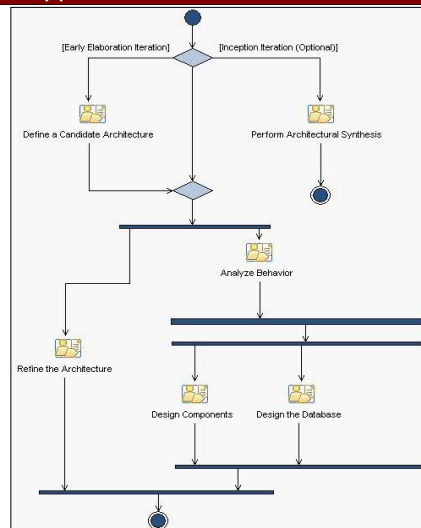 [Early Elaboration Iteration]
[Inception Iteration (Optional)]
Define a Candidate Architecture
Perform Architectural Synthesis
Analyze Behavior
Refine the Architecture
Design Components
Design the Database